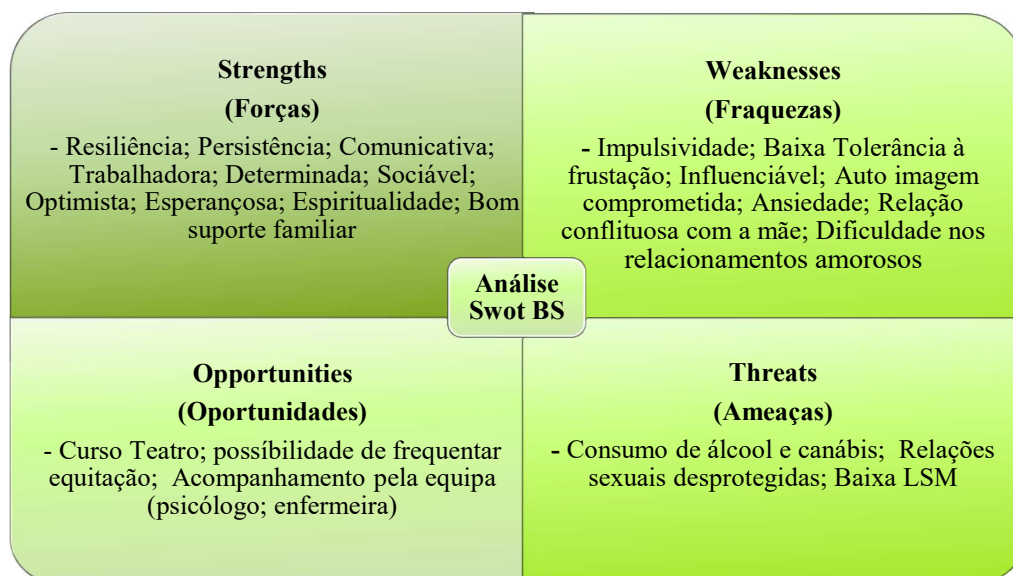 Strengths
(Forças)
- Resiliência; Persistência; Comunicativa;
Trabalhadora; Determinada; Sociável;
Optimista; Esperançosa; Espiritualidade; Bom
suporte familiar
Weaknesses
(Fraquezas)
- Impulsividade; Baixa Tolerância à
frustação; Influenciável; Auto imagem
comprometida; Ansiedade; Relação
conflituosa com a mãe; Dificuldade nos
relacionamentos amorosos
Análise
Swot BS
Opportunities
(Oportunidades)
- Curso Teatro; possíbilidade de frequentar
equitação; Acompanhamento pela equipa
(psicólogo; enfermeira)
Threats
(Ameaças)
- Consumo de álcool e canábis; Relações
sexuais desprotegidas; Baixa LSM